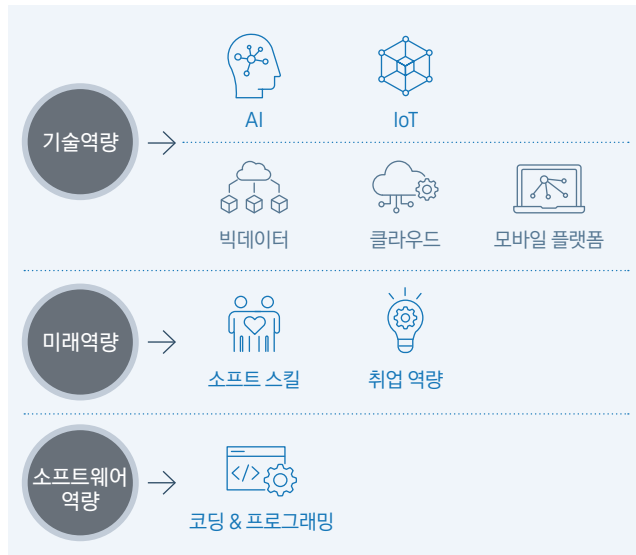 기술역량
AI
IoT
빅데이터
클라우드
모바일 플랫폼
미래역량
소프트 스킬
취업 역량
소프트웨어
역량
</>
코딩 & 프로그래밍